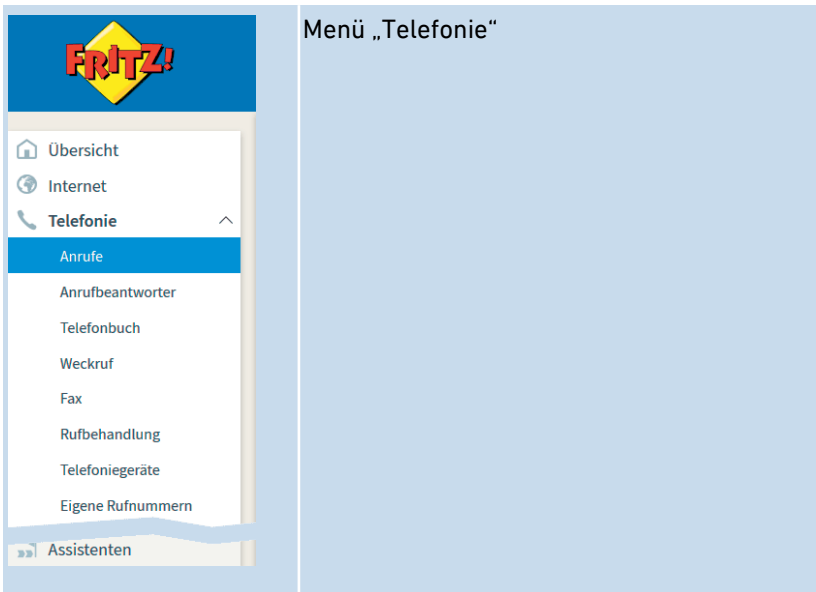 FRITZ!
Menü „Telefonie“
Übersicht
Internet
Telefonie
Anrufe
Anrufbeantworter
Telefonbuch
Weckruf
Fax
Rufbehandlung
Telefoniegeräte
Eigene Rufnummern
Assistenten